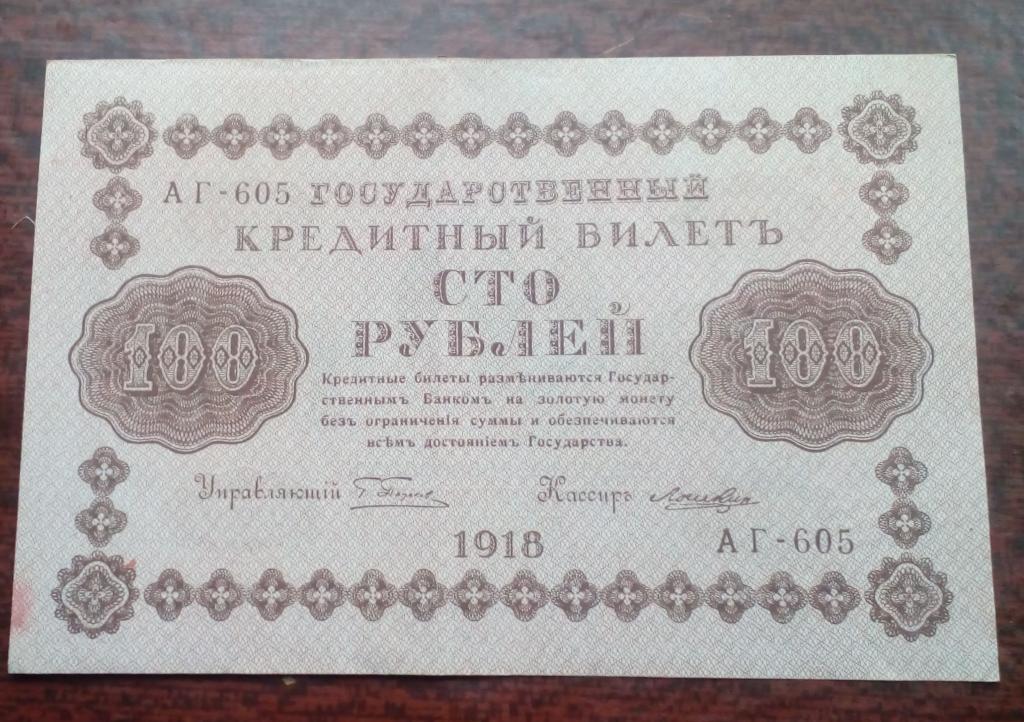 АГ-605 ГОСУДАРСТВЕННЫЙ
КРЕДИТНЫЙ БИЛЕТЪ
СТО
РУБЛЕЙ
100 100
Кредитные билеты размѣниваются Государ-
ственнымъ Банкомъ на золотую монету
безъ ограниченія суммы и обезпечиваются
всѣмъ достояніемъ Государства.
Управляющій Кассиръ
1918 АГ-605